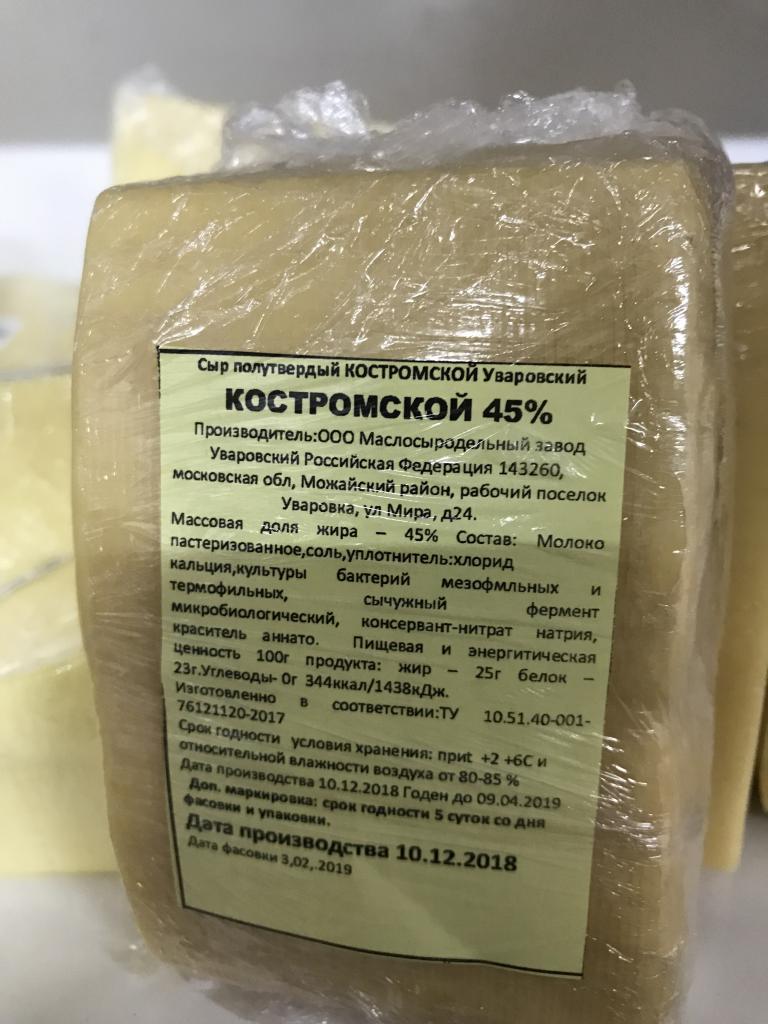 Сыр полутвердый КОСТРОМСКОЙ Уваровский
КОСТРОМСКОЙ 45%
Производитель:ООО Маслосыродельный завод
Уваровский Российская Федерация 143260,
московская обл, Можайский район, рабочий поселок
Уваровка, ул Мира, д24.
Массовая доля жира – 45% Состав: Молоко
пастеризованное,соль,уплотнитель:хлорид
кальция,культуры бактерий мезофмльных и
термофильных, сычужный фермент
микробиологический, консервант-нитрат натрия,
краситель аннато. Пищевая и энергитическая
ценность 100г продукта: жир – 25г белок –
23г.Углеводы- 0г 344ккал/1438кДж.
Изготовленно в соответствии:ТУ 10.51.40-001-
76121120-2017
Срок годности условия хранения: приt +2 +6С и
относительной влажности воздуха от 80-85 %
Дата производства 10.12.2018 Годен до 09.04.2019
Доп. маркировка: срок годности 5 суток со дня
фасовки и упаковки.
Дата производства 10.12.2018
Дата фасовки 3,02,.2019